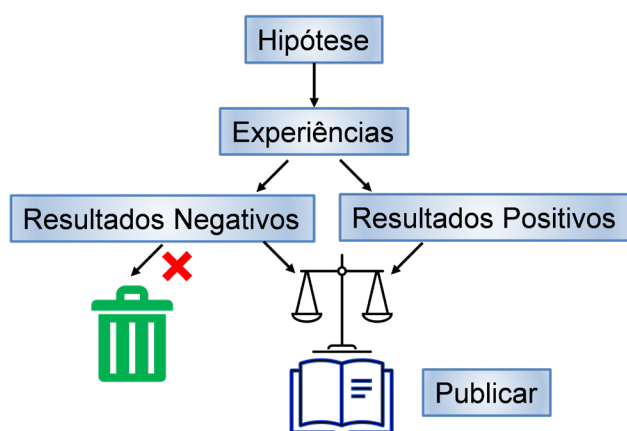 Hipótese
Experiências
Resultados Negativos
Resultados Positivos
Publicar